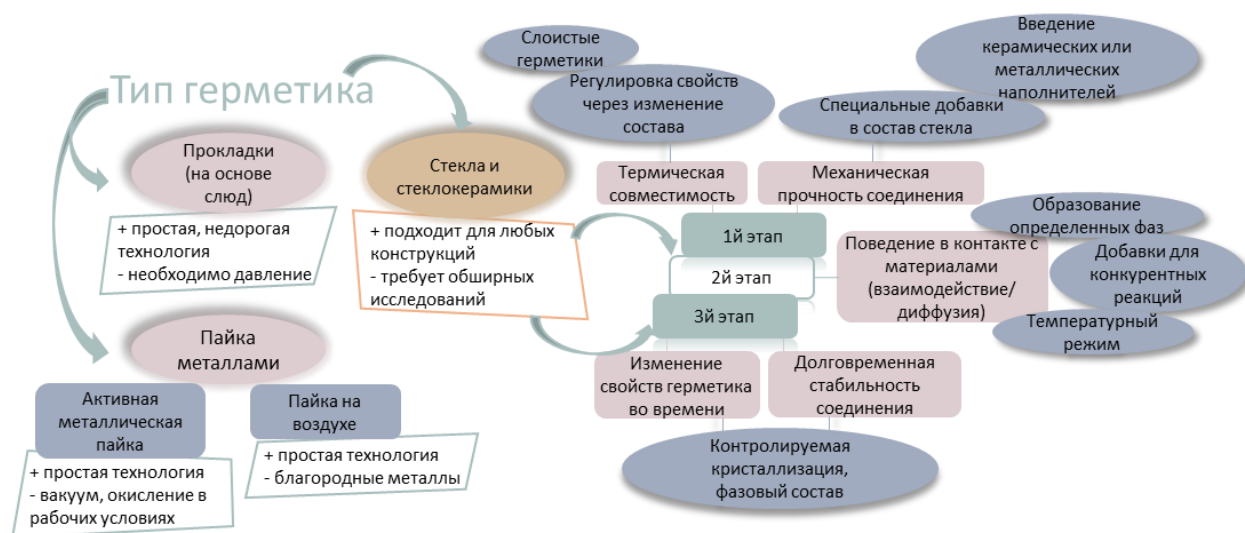 Тип герметика
Прокладки
(на основе
слюд)
+ простая, недорогая
технология
- необходимо давление
Пайка
металлами
Активная
металлическая
пайка
+ простая технология
- вакуум, окисление в
рабочих условиях
Пайка на
воздухе
+ простая технология
- благородные металлы
Стекла и
стеклокерамики
+ подходит для любых
конструкций
- требует обширных
исследований
Слоистые
герметики
Регулировка свойств
через изменение
состава
Введение
керамических или
металлических
наполнителей
Специальные добавки
в состав стекла
Термическая
совместимость
Механическая
прочность соединения
1й этап
2й этап
3й этап
Поведение в контакте с
материалами
(взаимодействие/
диффузия)
Образование
определенных фаз
Добавки для
конкурентных
реакций
Температурный
режим
Изменение
свойств герметика
во времени
Долговременная
стабильность
соединения
Контролируемая
кристаллизация,
фазовый состав